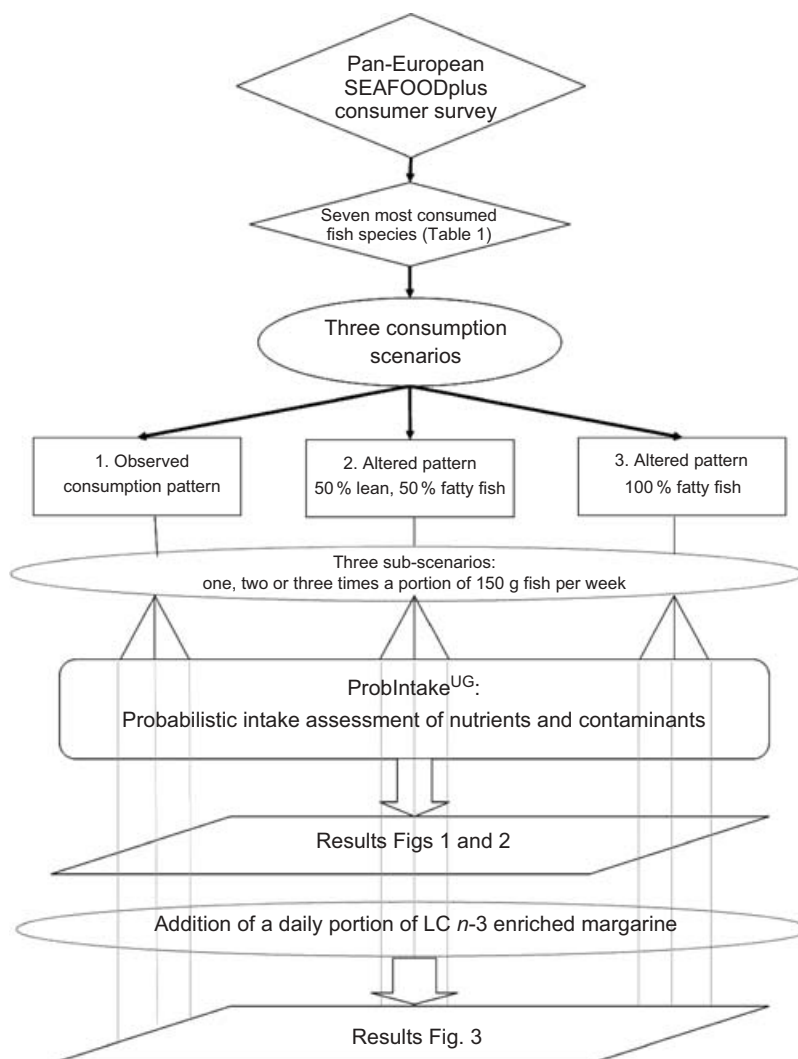 Pan-European
SEAFOODplus
consumer survey
Seven most consumed
fish species (Table 1)
Three consumption
scenarios
1. Observed
consumption pattern
2. Altered pattern
50 % lean, 50 % fatty fish
3. Altered pattern
100 % fatty fish
Three sub-scenarios:
one, two or three times a portion of 150 g fish per week
ProbIntakeUG:
Probabilistic intake assessment of nutrients and contaminants
Results Figs 1 and 2
Addition of a daily portion of LC n-3 enriched margarine
Results Fig. 3